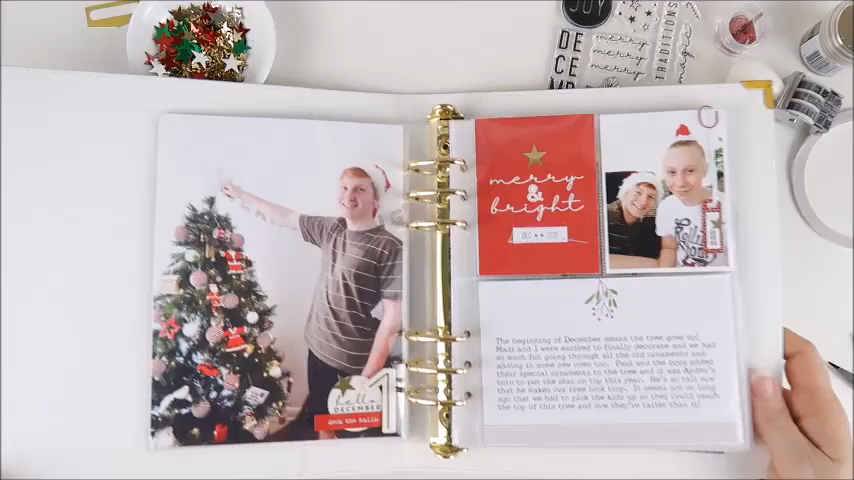 JOY
DECEM
merry
merry
merry
TRADITIONS
magic
merry
&
bright
hello
DECEMBER
1
deck the halls
The beginning of December means the tree goes up!
Madi and I were excited to finally decorate and we had
so much fun going through all the old ornaments and
adding in some new ones too. Paul and the boys added
their special ornaments to the tree and it was Ayden's
turn to put the star on top this year. He's so tall now
that he makes our tree look tiny. It seems not so long
ago that we had to pick the kids up so they could reach
the top of this tree and now they're taller than it!